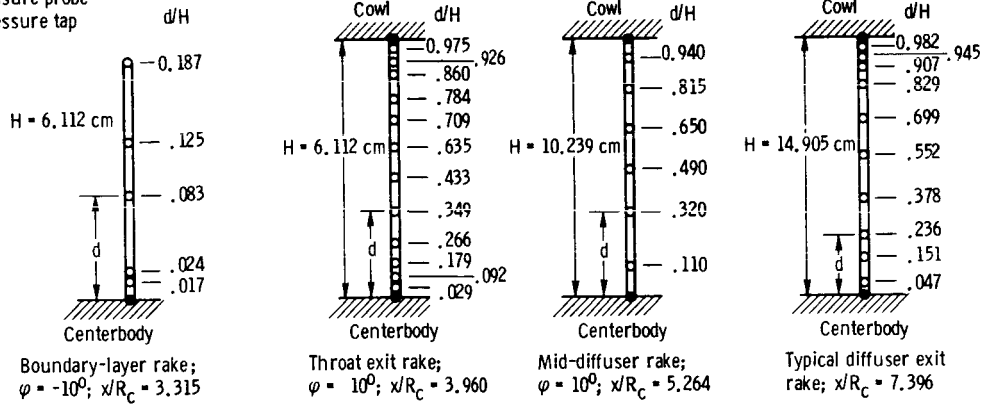 sure probe
essure tap
d/H
0.187
H = 6.112 cm
.125
.083
d
.024
.017
Centerbody
Boundary-layer rake;
φ = -10⁰; x/R_C = 3.315
Cowl
d/H
0.975
.926
.860
.784
.709
.635
H = 6.112 cm
.433
.349
.266
d
.179
.092
.029
Centerbody
Throat exit rake;
φ = 10⁰; x/R_C = 3.960
Cowl
d/H
0.940
.815
.650
H = 10.239 cm
.490
.320
d
.110
Centerbody
Mid-diffuser rake;
φ = 10⁰; x/R_C = 5.264
Cowl
d/H
0.982
.945
.907
.829
.699
H = 14.905 cm
.552
.378
.236
d
.151
.047
Centerbody
Typical diffuser exit
rake; x/R_C = 7.396